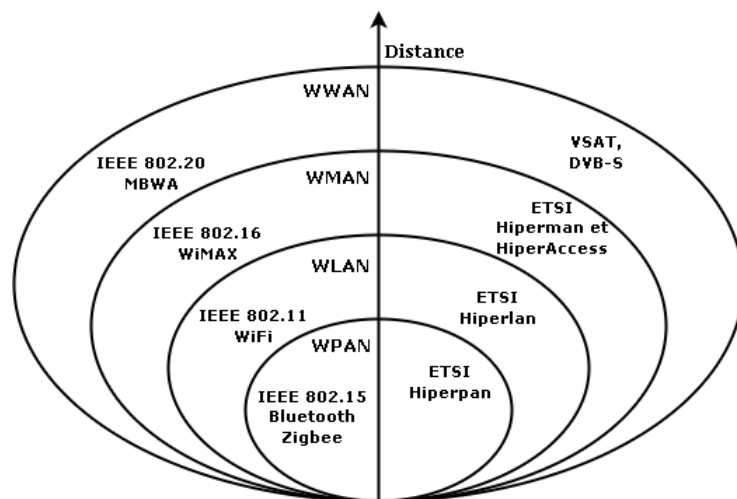 Distance
WWAN
VSAT,
DVB-S
IEEE 802.20
MBWA
WMAN
ETSI
Hiperman et
HiperAccess
IEEE 802.16
WiMAX
WLAN
ETSI
Hiperlan
IEEE 802.11
WiFi
WPAN
ETSI
Hiperpan
IEEE 802.15
Bluetooth
Zigbee